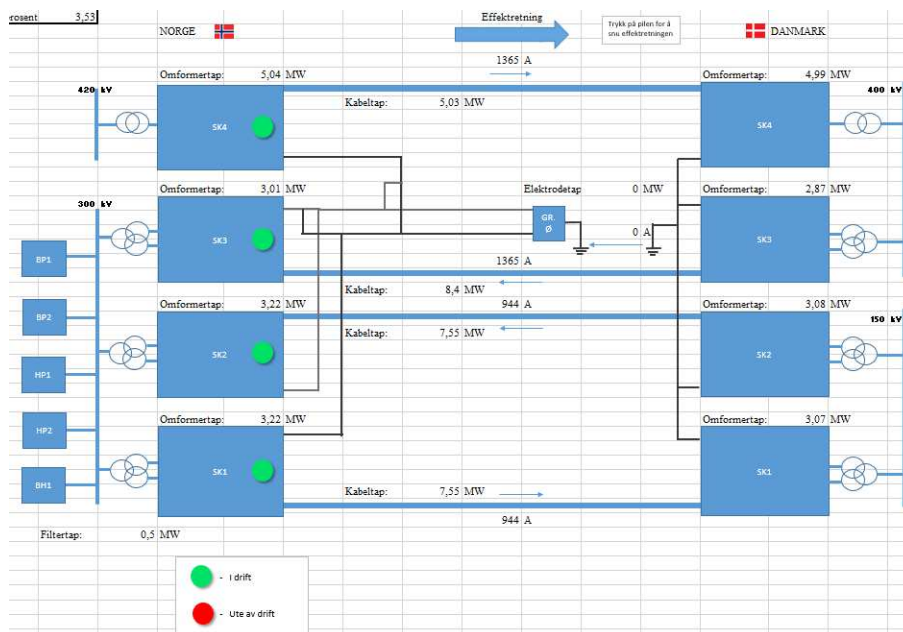 erosent 3,53
Effektretning
Trykk på pilen for å
snu effektretningen
NORGE
DANMARK
1365 A
Omformertap: 5,04 MW
Omformertap: 4,99 MW
420 kV
400 kV
Kabeltap: 5,03 MW
SK4
SK4
Omformertap: 3,01 MW
Elektrodetap 0 MW
Omformertap: 2,87 MW
300 kV
GR.
Ø
0 A
SK3
SK3
BP1
1365 A
Kabeltap: 8,4 MW
Omformertap: 3,22 MW
944 A
Omformertap: 3,08 MW
BP2
150 kV
Kabeltap: 7,55 MW
SK2
SK2
HP1
Omformertap: 3,22 MW
Omformertap: 3,07 MW
HP2
SK1
SK1
BH1
Kabeltap: 7,55 MW
944 A
Filtertap: 0,5 MW
- I drift
- Ute av drift